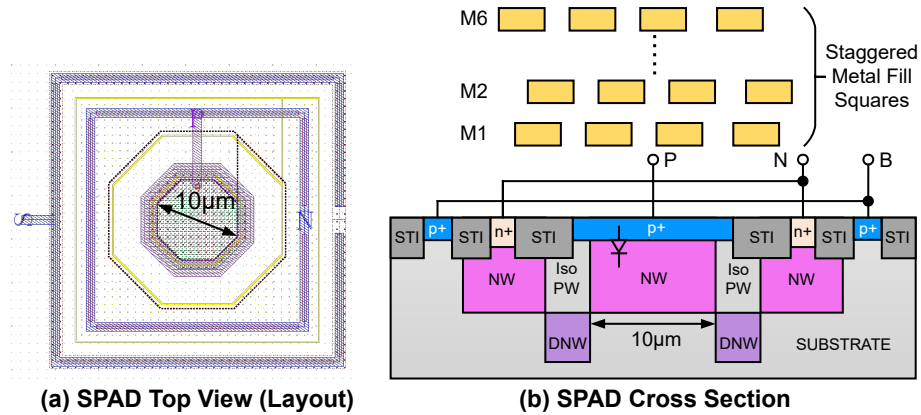 P
10μm
S
N
(a) SPAD Top View (Layout)
M6
M2
M1
Staggered
Metal Fill
Squares
P
N
B
STI
p+
STI
n+
STI
p+
STI
n+
STI
p+
STI
NW
Iso
PW
NW
Iso
PW
NW
DNW
10μm
DNW
SUBSTRATE
(b) SPAD Cross Section